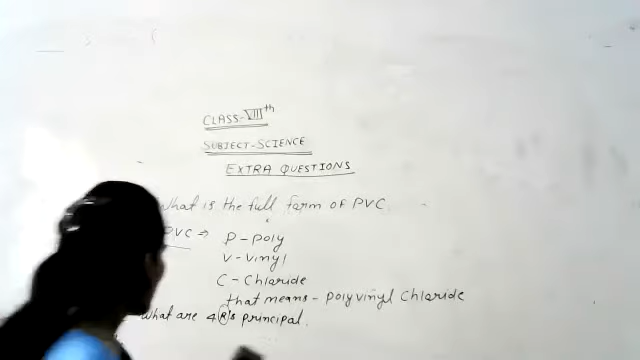 CLASS-VIIIth
SUBJECT-SCIENCE
EXTRA QUESTIONS
What is the full form of PVC
PVC ⇒ P - Poly
V - Vinyl
C - Chloride
that means - Polyvinyl Chloride
What are 4 R's principal.